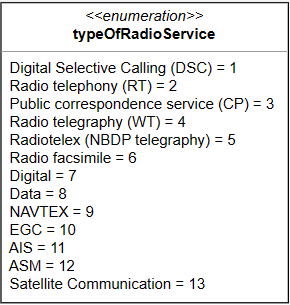 <<enumeration>>
typeOfRadioService
Digital Selective Calling (DSC) = 1
Radio telephony (RT) = 2
Public correspondence service (CP) = 3
Radio telegraphy (WT) = 4
Radiotelex (NBDP telegraphy) = 5
Radio facsimile = 6
Digital = 7
Data = 8
NAVTEX = 9
EGC = 10
AIS = 11
ASM = 12
Satellite Communication = 13